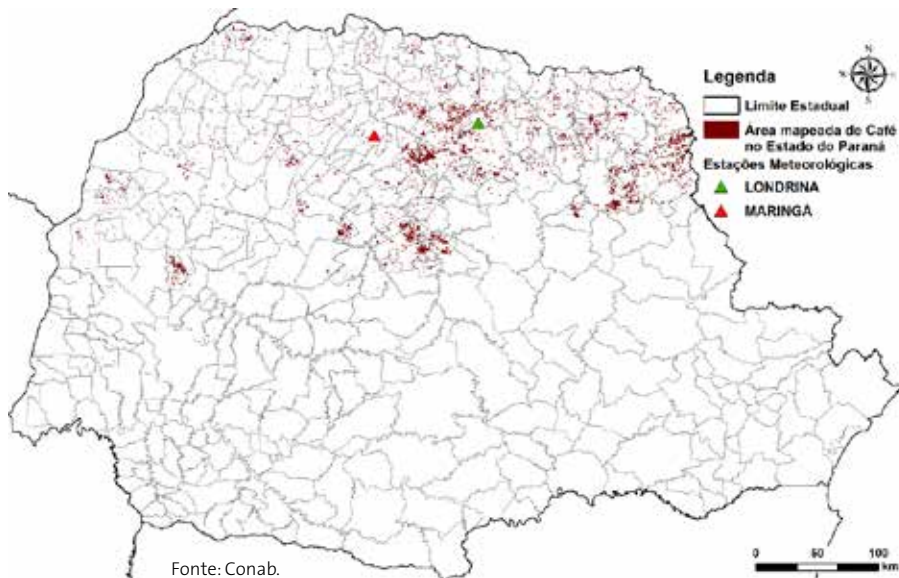 N
Legenda
Limite Estadual
Área mapeada de Café
no Estado do Paraná
Estações Meteorológicas
LONDRINA
MARINGÁ
Fonte: Conab.
0 50 100
km